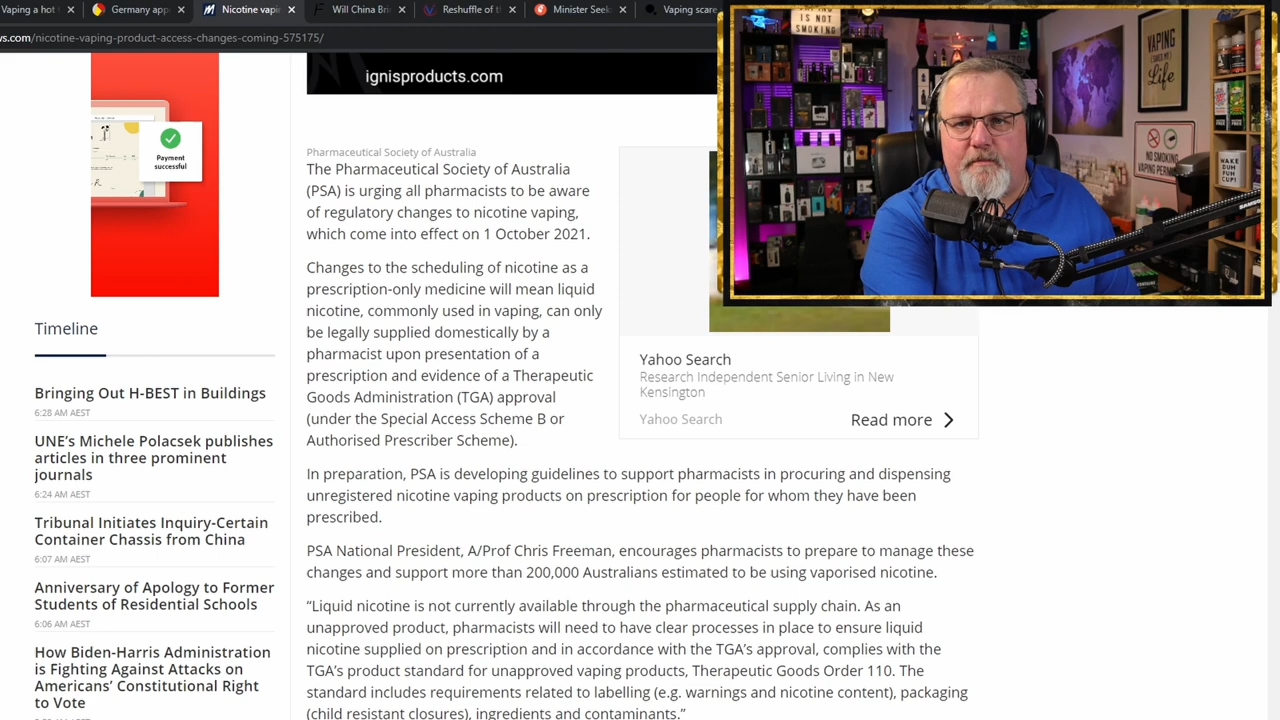 Vaping a hot
Germany app
Nicotine vapi
Will China Bri
Reshuffle of t
Minister Seek
Vaping scare
ws.com/nicotine-vaping-product-access-changes-coming-575175/
ignisproducts.com
Payment
successful
Timeline
Bringing Out H-BEST in Buildings
6:28 AM AEST
UNE's Michele Polacsek publishes
articles in three prominent
journals
6:24 AM AEST
Tribunal Initiates Inquiry-Certain
Container Chassis from China
6:07 AM AEST
Anniversary of Apology to Former
Students of Residential Schools
6:06 AM AEST
How Biden-Harris Administration
is Fighting Against Attacks on
Americans' Constitutional Right
to Vote
Pharmaceutical Society of Australia
The Pharmaceutical Society of Australia
(PSA) is urging all pharmacists to be aware
of regulatory changes to nicotine vaping,
which come into effect on 1 October 2021.
Changes to the scheduling of nicotine as a
prescription-only medicine will mean liquid
nicotine, commonly used in vaping, can only
be legally supplied domestically by a
pharmacist upon presentation of a
prescription and evidence of a Therapeutic
Goods Administration (TGA) approval
(under the Special Access Scheme B or
Authorised Prescriber Scheme).
In preparation, PSA is developing guidelines to support pharmacists in procuring and dispensing
unregistered nicotine vaping products on prescription for people for whom they have been
prescribed.
PSA National President, A/Prof Chris Freeman, encourages pharmacists to prepare to manage these
changes and support more than 200,000 Australians estimated to be using vaporised nicotine.
“Liquid nicotine is not currently available through the pharmaceutical supply chain. As an
unapproved product, pharmacists will need to have clear processes in place to ensure liquid
nicotine supplied on prescription and in accordance with the TGA's approval, complies with the
TGA's product standard for unapproved vaping products, Therapeutic Goods Order 110. The
standard includes requirements related to labelling (e.g. warnings and nicotine content), packaging
(child resistant closures), ingredients and contaminants.”
Yahoo Search
Research Independent Senior Living in New
Kensington
Yahoo Search
Read more
VAPING
IS NOT
SMOKING
VAPING
(SAVED ME)
Life
NO SMOKING
VAPING PERMIT
WAKE
DUH
FUH
CUP!
SAMSON